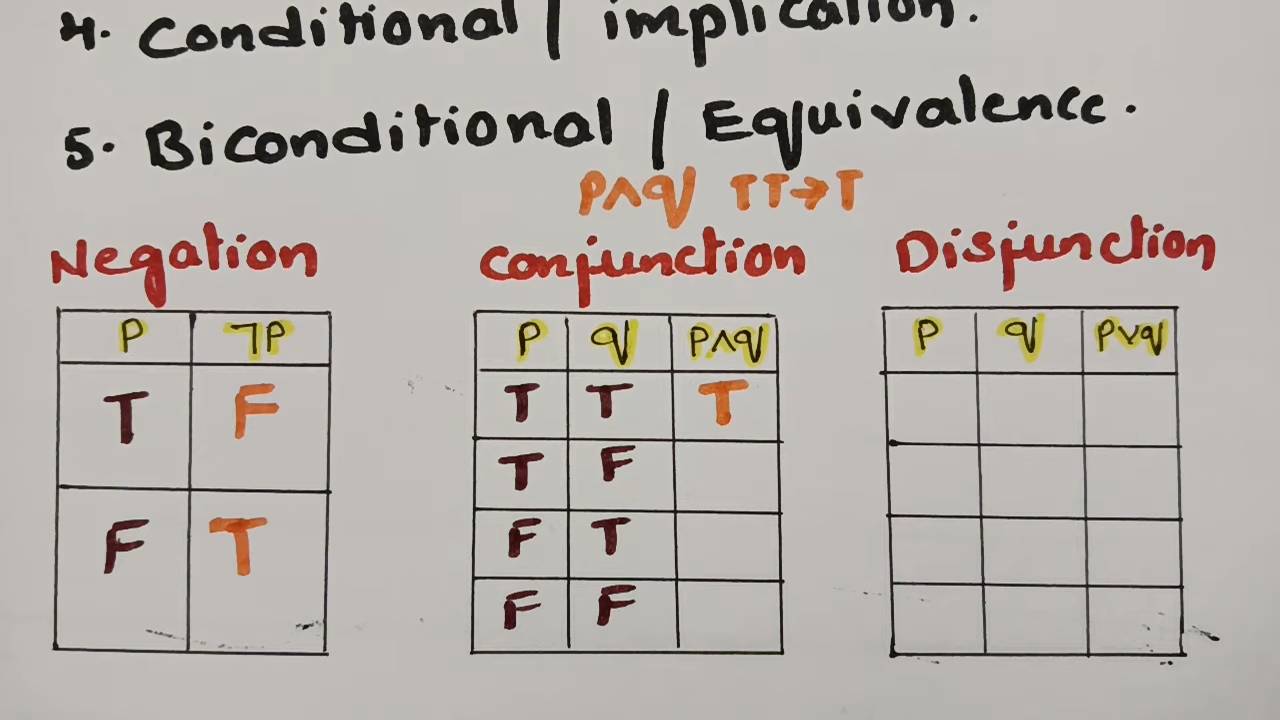 4. Conditional / implication.
5. Biconditional / Equivalence.
P∧q TT→T
Negation
P ¬P
T F
F T
Conjunction
P q P∧q
T T T
T F
F T
F F
Disjunction
P q P∨q